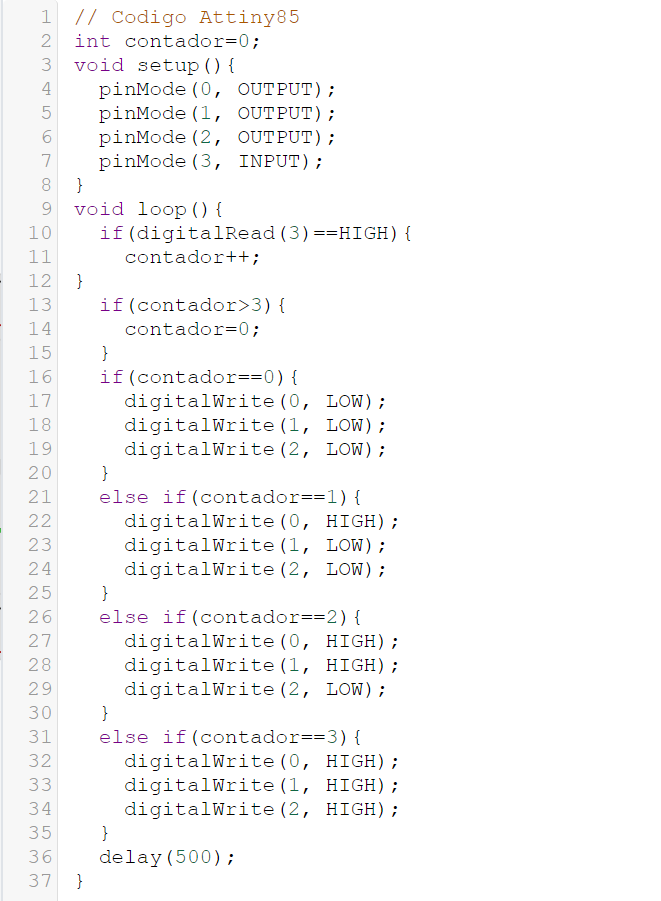 1 // Codigo Attiny85
2 int contador=0;
3 void setup(){
4   pinMode(0, OUTPUT);
5   pinMode(1, OUTPUT);
6   pinMode(2, OUTPUT);
7   pinMode(3, INPUT);
8 }
9 void loop(){
10   if(digitalRead(3)==HIGH){
11     contador++;
12 }
13   if(contador>3){
14     contador=0;
15   }
16   if(contador==0){
17     digitalWrite(0, LOW);
18     digitalWrite(1, LOW);
19     digitalWrite(2, LOW);
20   }
21   else if(contador==1){
22     digitalWrite(0, HIGH);
23     digitalWrite(1, LOW);
24     digitalWrite(2, LOW);
25   }
26   else if(contador==2){
27     digitalWrite(0, HIGH);
28     digitalWrite(1, HIGH);
29     digitalWrite(2, LOW);
30   }
31   else if(contador==3){
32     digitalWrite(0, HIGH);
33     digitalWrite(1, HIGH);
34     digitalWrite(2, HIGH);
35   }
36   delay(500);
37 }